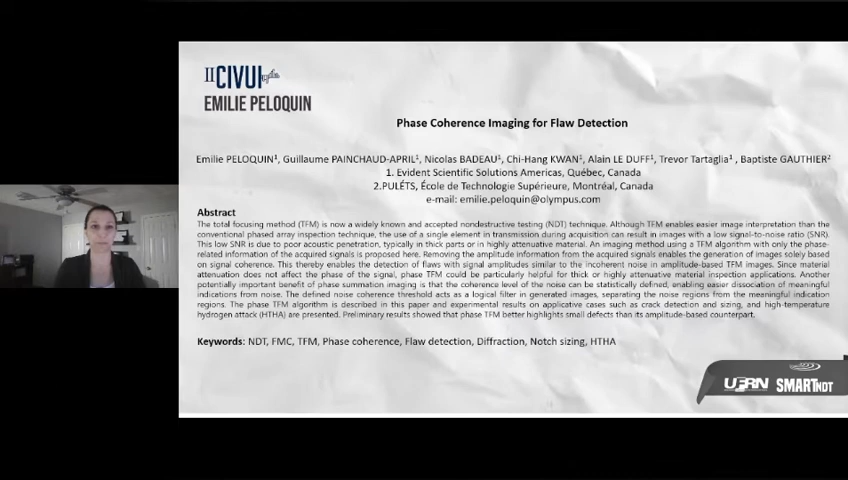 IICIVUI
EMILIE PELOQUIN
Phase Coherence Imaging for Flaw Detection
Emilie PELOQUIN¹, Guillaume PAINCHAUD-APRIL¹, Nicolas BADEAU¹, Chi-Hang KWAN¹, Alain LE DUFF¹, Trevor Tartaglia¹ , Baptiste GAUTHIER²
1. Evident Scientific Solutions Americas, Québec, Canada
2.PULÉTS, École de Technologie Supérieure, Montréal, Canada
e-mail: emilie.peloquin@olympus.com
Abstract
The total focusing method (TFM) is now a widely known and accepted nondestructive testing (NDT) technique. Although TFM enables easier image interpretation than the
conventional phased array inspection technique, the use of a single element in transmission during acquisition can result in images with a low signal-to-noise ratio (SNR).
This low SNR is due to poor acoustic penetration, typically in thick parts or in highly attenuative material. An imaging method using a TFM algorithm with only the phase-
related information of the acquired signals is proposed here. Removing the amplitude information from the acquired signals enables the generation of images solely based
on signal coherence. This thereby enables the detection of flaws with signal amplitudes similar to the incoherent noise in amplitude-based TFM images. Since material
attenuation does not affect the phase of the signal, phase TFM could be particularly helpful for thick or highly attenuative material inspection applications. Another
potentially important benefit of phase summation imaging is that the coherence level of the noise can be statistically defined, enabling easier dissociation of meaningful
indications from noise. The defined noise coherence threshold acts as a logical filter in generated images, separating the noise regions from the meaningful indication
regions. The phase TFM algorithm is described in this paper and experimental results on applicative cases such as crack detection and sizing, and high-temperature
hydrogen attack (HTHA) are presented. Preliminary results showed that phase TFM better highlights small defects than its amplitude-based counterpart.
Keywords: NDT, FMC, TFM, Phase coherence, Flaw detection, Diffraction, Notch sizing, HTHA
UFRN SMARTNDT